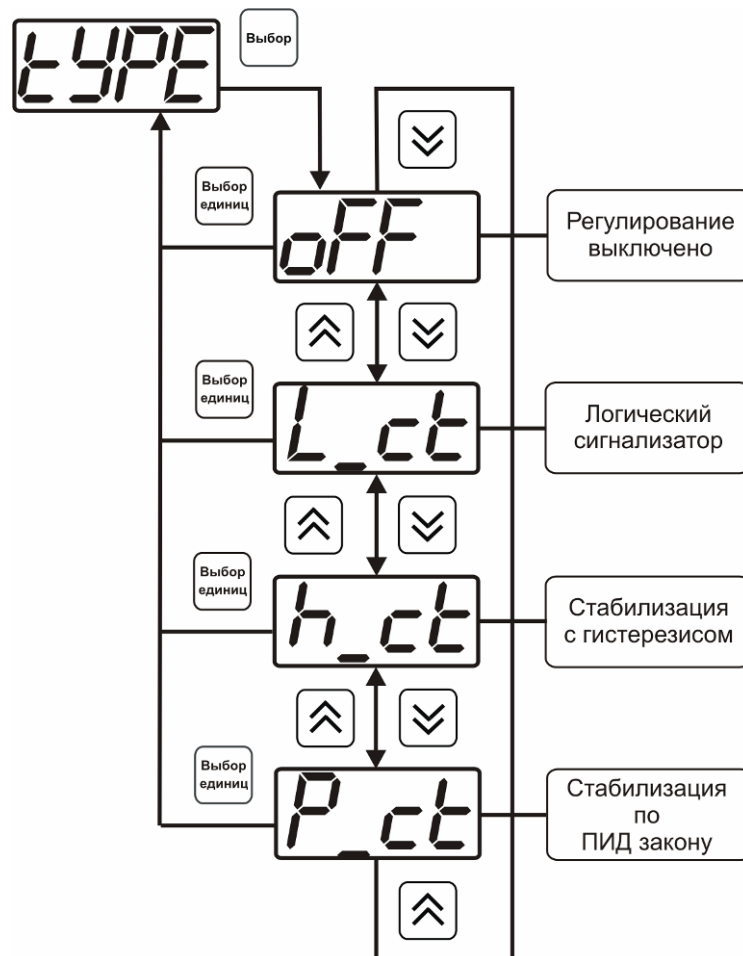 tYPE
Выбор
Выбор
единиц
oFF
Регулирование
выключено
Выбор
единиц
L_ct
Логический
сигнализатор
Выбор
единиц
h_ct
Стабилизация
с гистерезисом
Выбор
единиц
P_ct
Стабилизация
по
ПИД закону